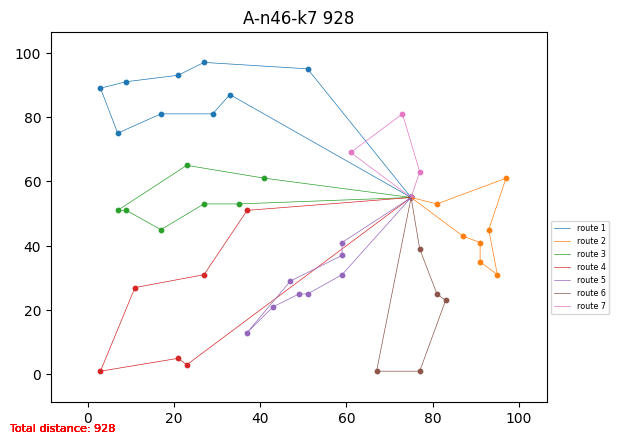 A-n46-k7 928
100
80
60
40
20
0
0 20 40 60 80 100
route 1
route 2
route 3
route 4
route 5
route 6
route 7
Total distance: 928